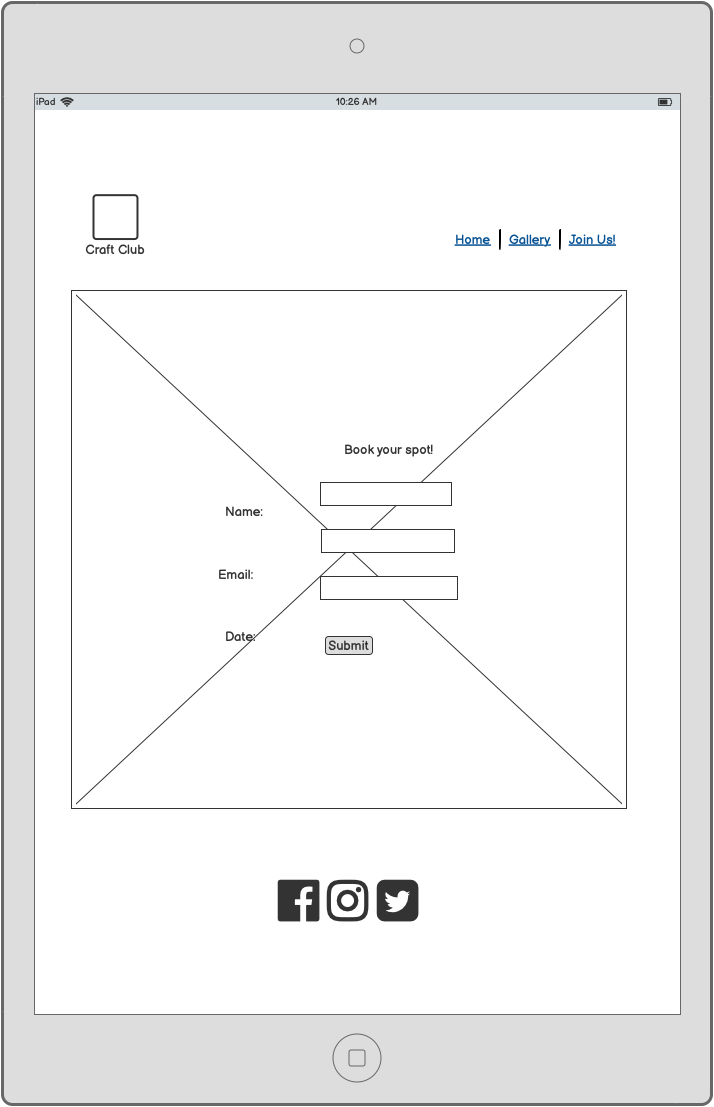 iPad 10:26 AM
Craft Club
Home Gallery Join Us!
Book your spot!
Name:
Email:
Date:
Submit